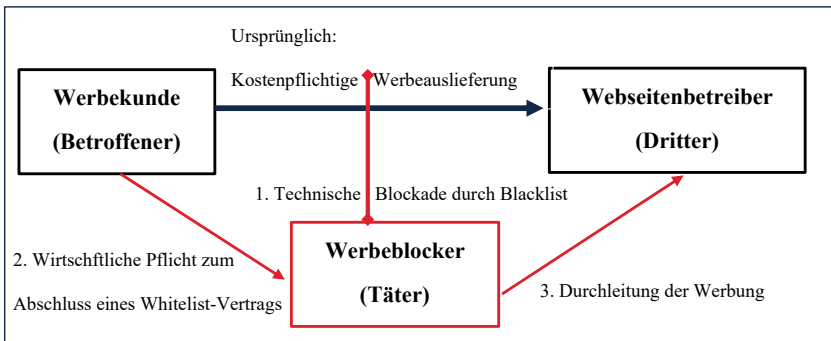 Ursprünglich:
Kostenpflichtige Werbeauslieferung
Werbekunde
(Betroffener)
Webseitenbetreiber
(Dritter)
1. Technische Blockade durch Blacklist
Werbeblocker
(Täter)
2. Wirtschftliche Pflicht zum
Abschluss eines Whitelist-Vertrags
3. Durchleitung der Werbung